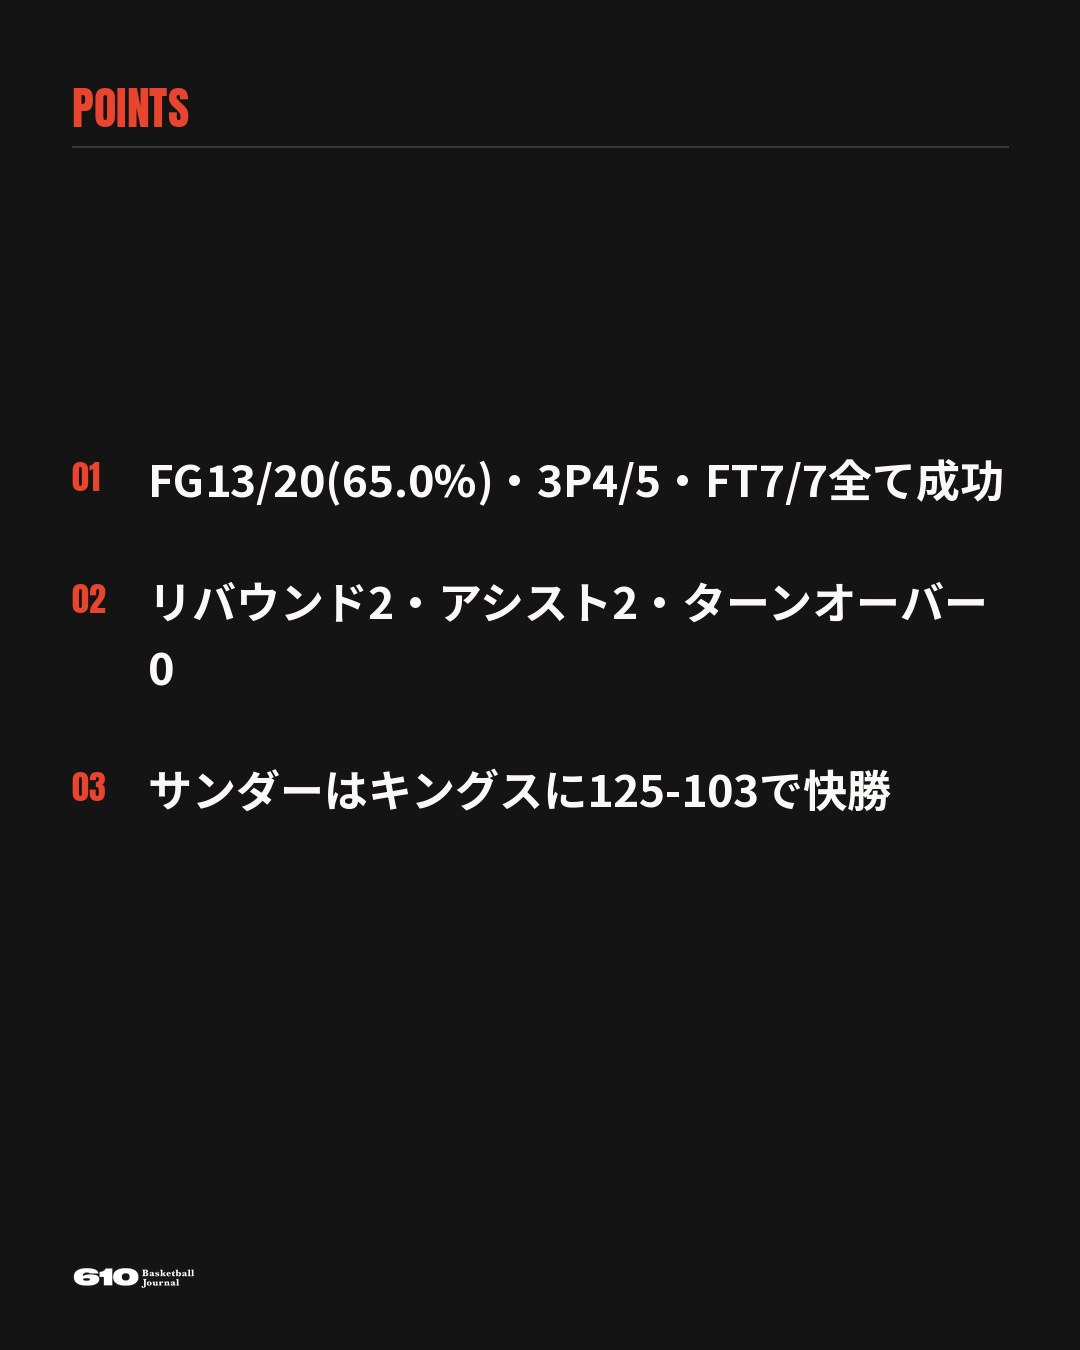 POINTS
01 FG13/20(65.0%)・3P4/5・FT7/7全て成功
02 リバウンド2・アシスト2・ターンオーバー
0
03 サンダーはキングスに125-103で快勝
610 Basketball
Journal